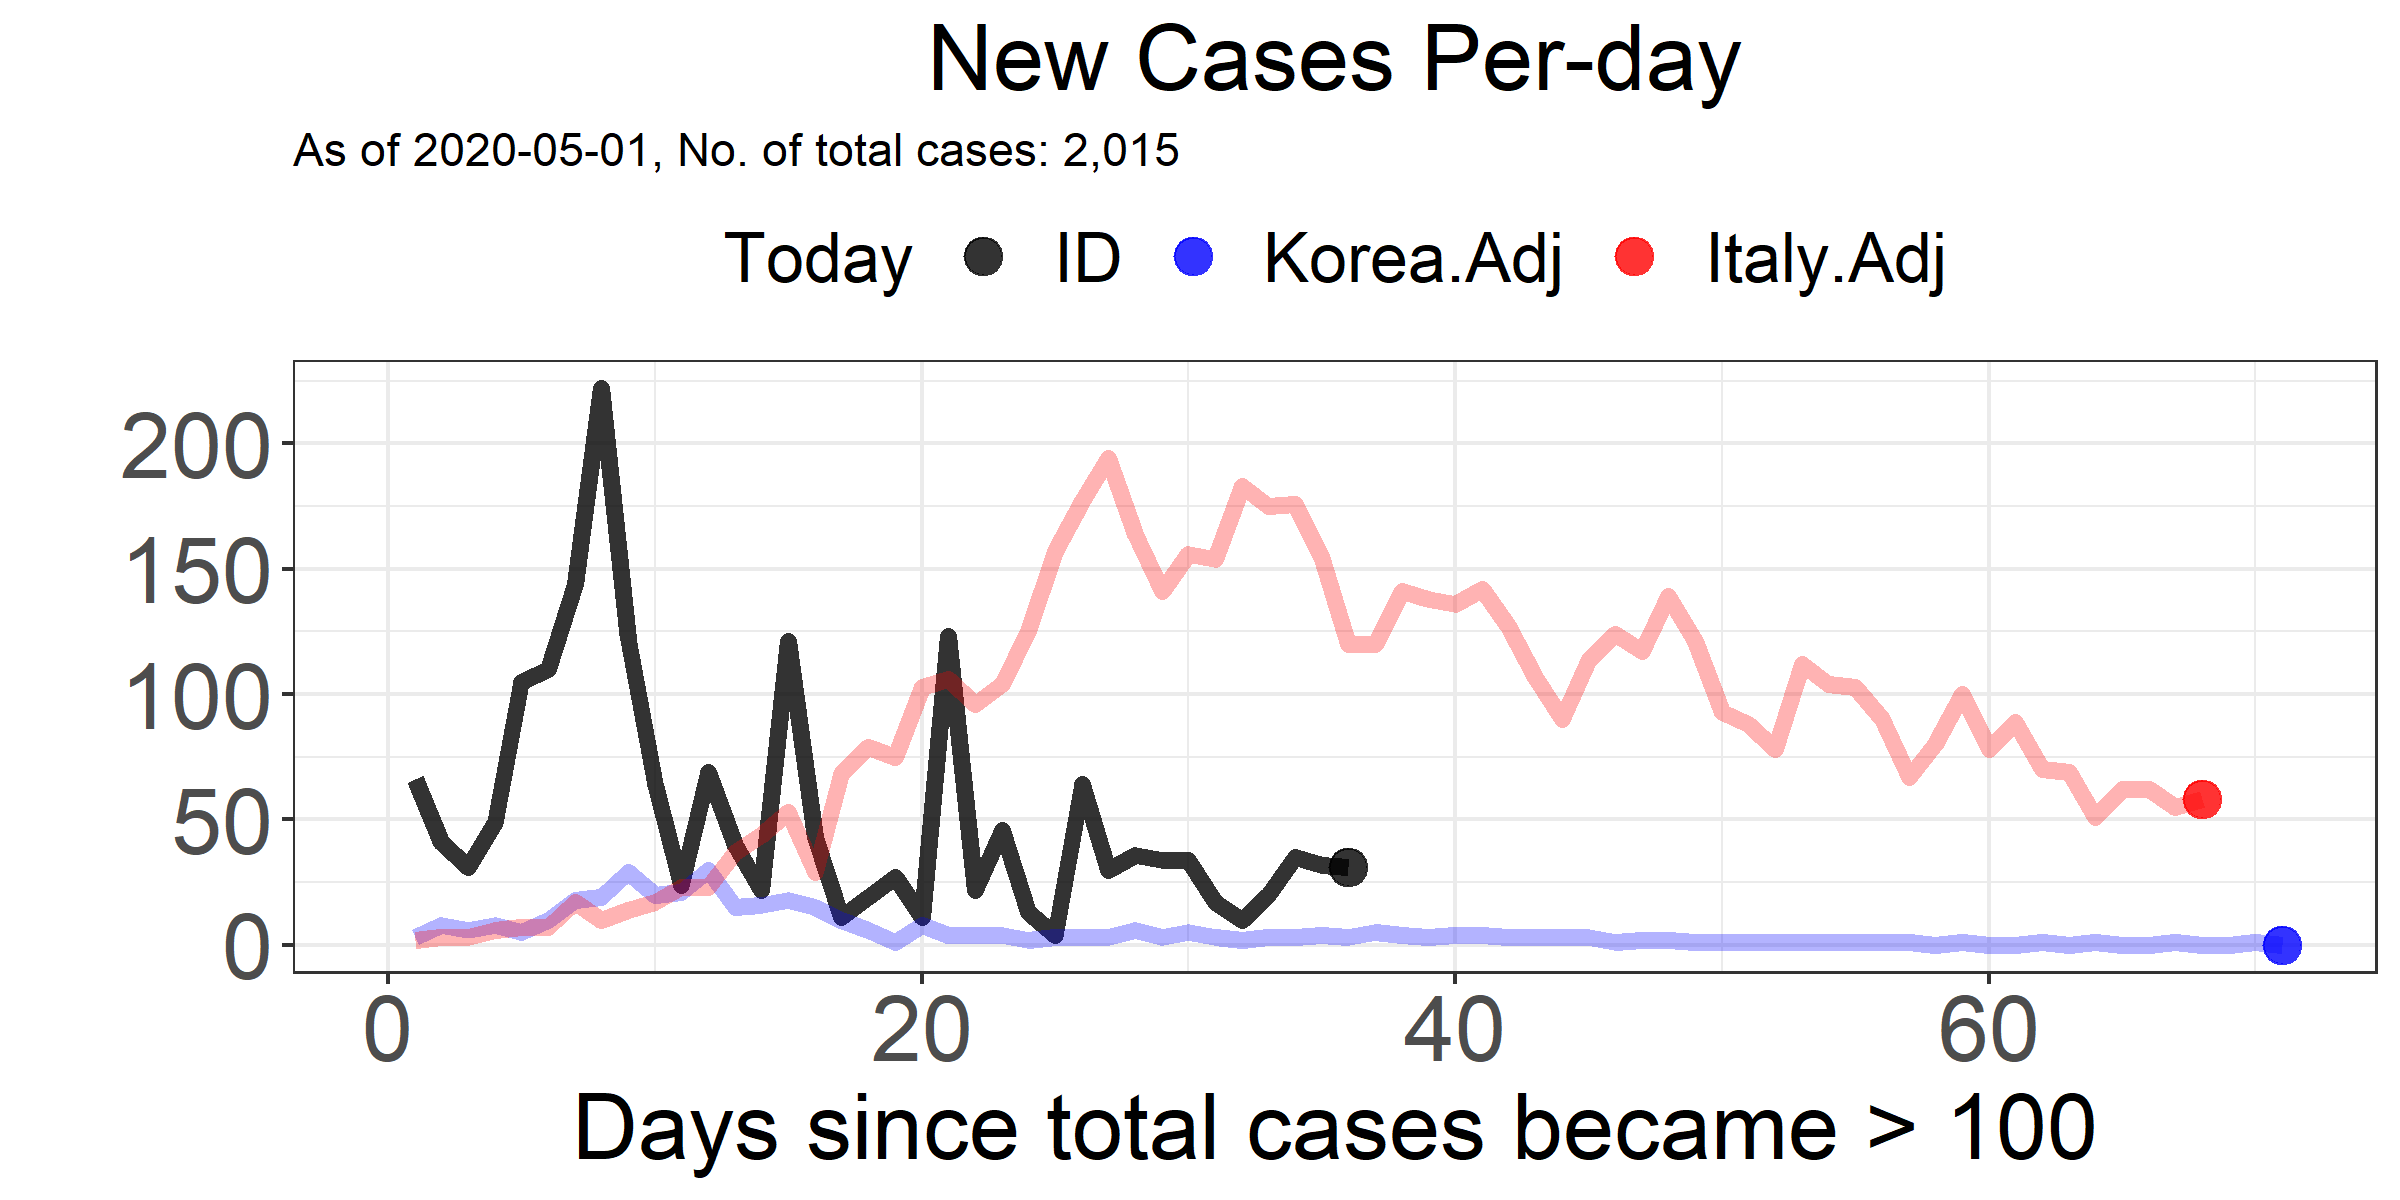 New Cases Per-day
As of 2020-05-01, No. of total cases: 2,015
Today ID Korea.Adj Italy.Adj
200
150
100
50
0
0 20 40 60
Days since total cases became > 100